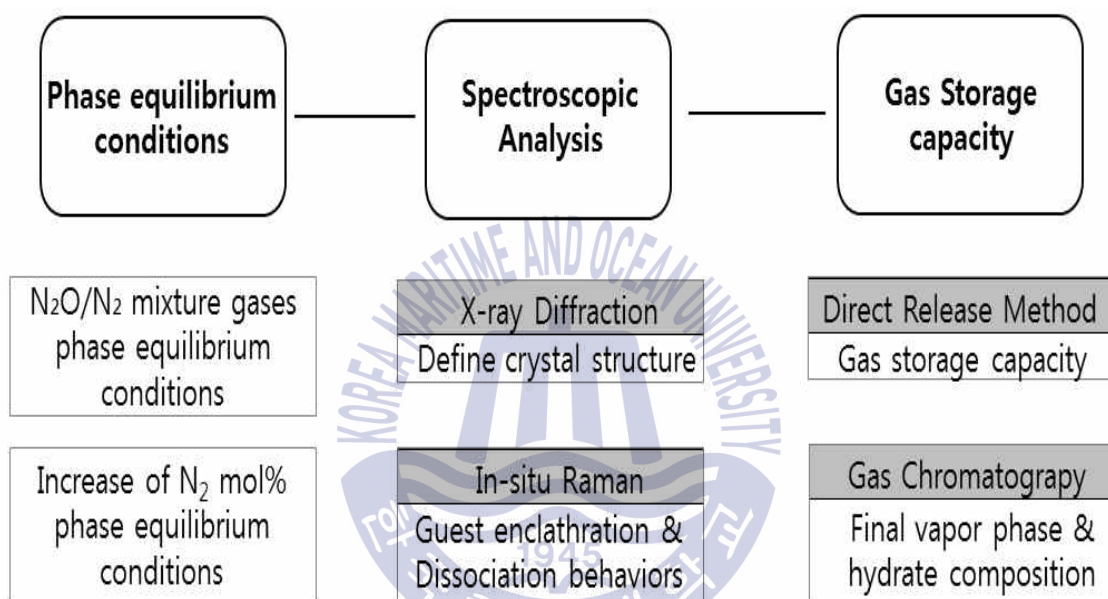 Phase equilibrium
conditions
Spectroscopic
Analysis
Gas Storage
capacity
N₂O/N₂ mixture gases
phase equilibrium
conditions
Increase of N₂ mol%
phase equilibrium
conditions
X-ray Diffraction
Define crystal structure
In-situ Raman
Guest enclathration &
Dissociation behaviors
Direct Release Method
Gas storage capacity
Gas Chromatograpy
Final vapor phase &
hydrate composition
KOREA MARITIME AND OCEAN UNIVERSITY
1945